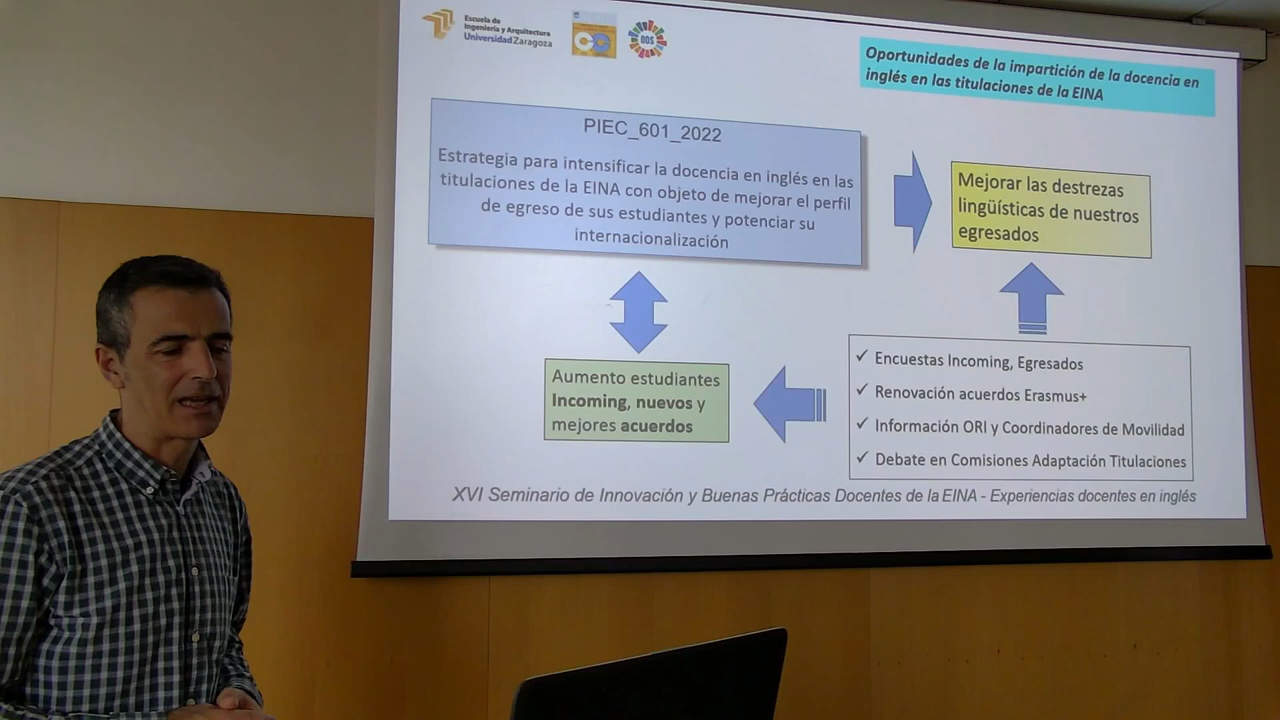 Escuela de
Ingeniería y Arquitectura
Universidad Zaragoza
ODS
Oportunidades de la impartición de la docencia en
inglés en las titulaciones de la EINA
PIEC_601_2022
Estrategia para intensificar la docencia en inglés en las
titulaciones de la EINA con objeto de mejorar el perfil
de egreso de sus estudiantes y potenciar su
internacionalización
Mejorar las destrezas
lingüísticas de nuestros
egresados
Aumento estudiantes
Incoming, nuevos y
mejores acuerdos
✓ Encuestas Incoming, Egresados
✓ Renovación acuerdos Erasmus+
✓ Información ORI y Coordinadores de Movilidad
✓ Debate en Comisiones Adaptación Titulaciones
XVI Seminario de Innovación y Buenas Prácticas Docentes de la EINA - Experiencias docentes en inglés